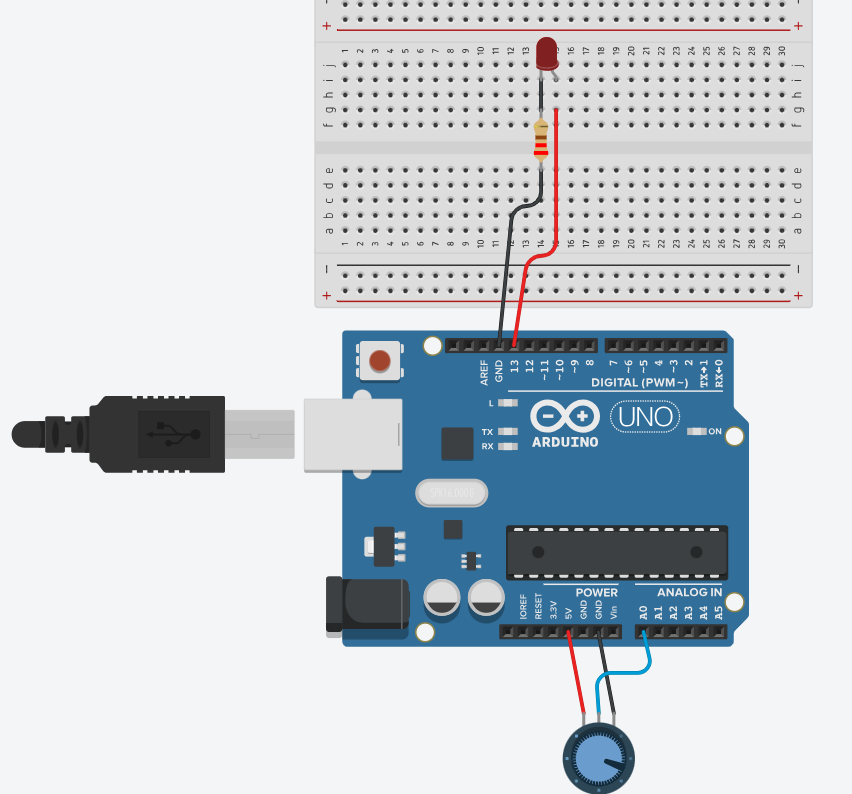 - -
+ +
1 2 3 4 5 6 7 8 9 10 11 12 13 14 15 16 17 18 19 20 21 22 23 24 25 26 27 28 29 30
j j
i i
h h
g g
f f
e e
d d
c c
b b
a a
1 2 3 4 5 6 7 8 9 10 11 12 13 14 15 16 17 18 19 20 21 22 23 24 25 26 27 28 29 30
- -
+ +
AREF GND 13 12 ~11 ~10 ~9 8 7 ~6 ~5 4 ~3 2 TX→1 RX←0
DIGITAL (PWM~)
L
TX
RX
ARDUINO
UNO
ON
POWER
ANALOG IN
IOREF RESET 3.3V 5V GND GND Vin A0 A1 A2 A3 A4 A5